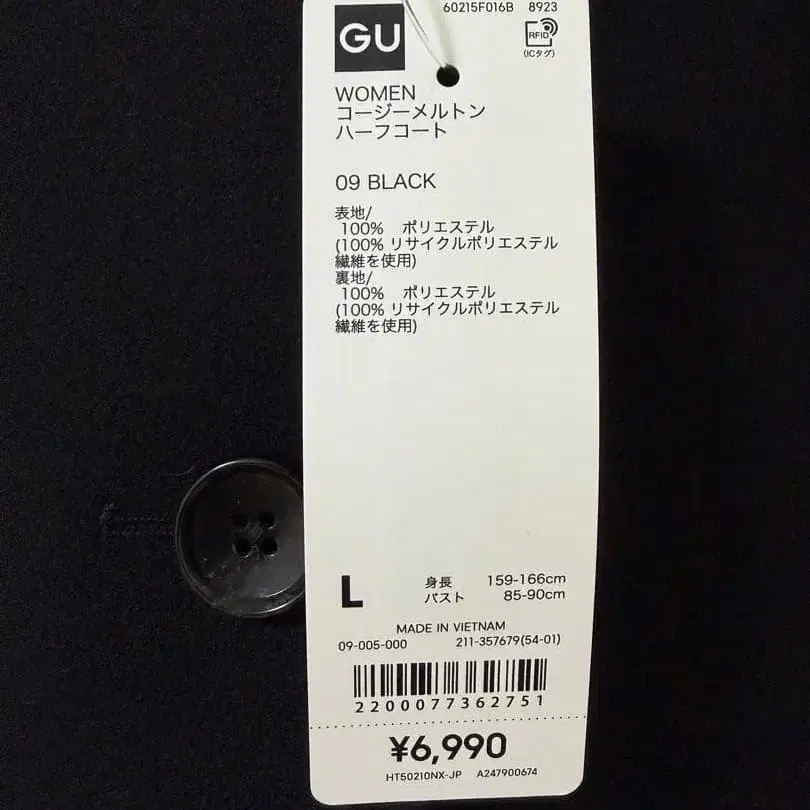 60215F016B 8923
GU
RFID
(ICタグ)
WOMEN
コージーメルトン
ハーフコート
09 BLACK
表地/
100% ポリエステル
(100% リサイクルポリエステル
繊維を使用)
裏地/
100% ポリエステル
(100% リサイクルポリエステル
繊維を使用)
L 身長 159-166cm
バスト 85-90cm
MADE IN VIETNAM
09-005-000 211-357679(54-01)
2200077362751
¥6,990
HT50210NX-JP A247900674